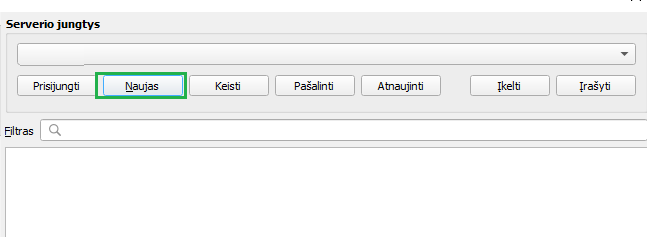 Serverio jungtys
Prisijungti Naujas Keisti Pašalinti Atnaujinti Įkelti Įrašyti
Filtras